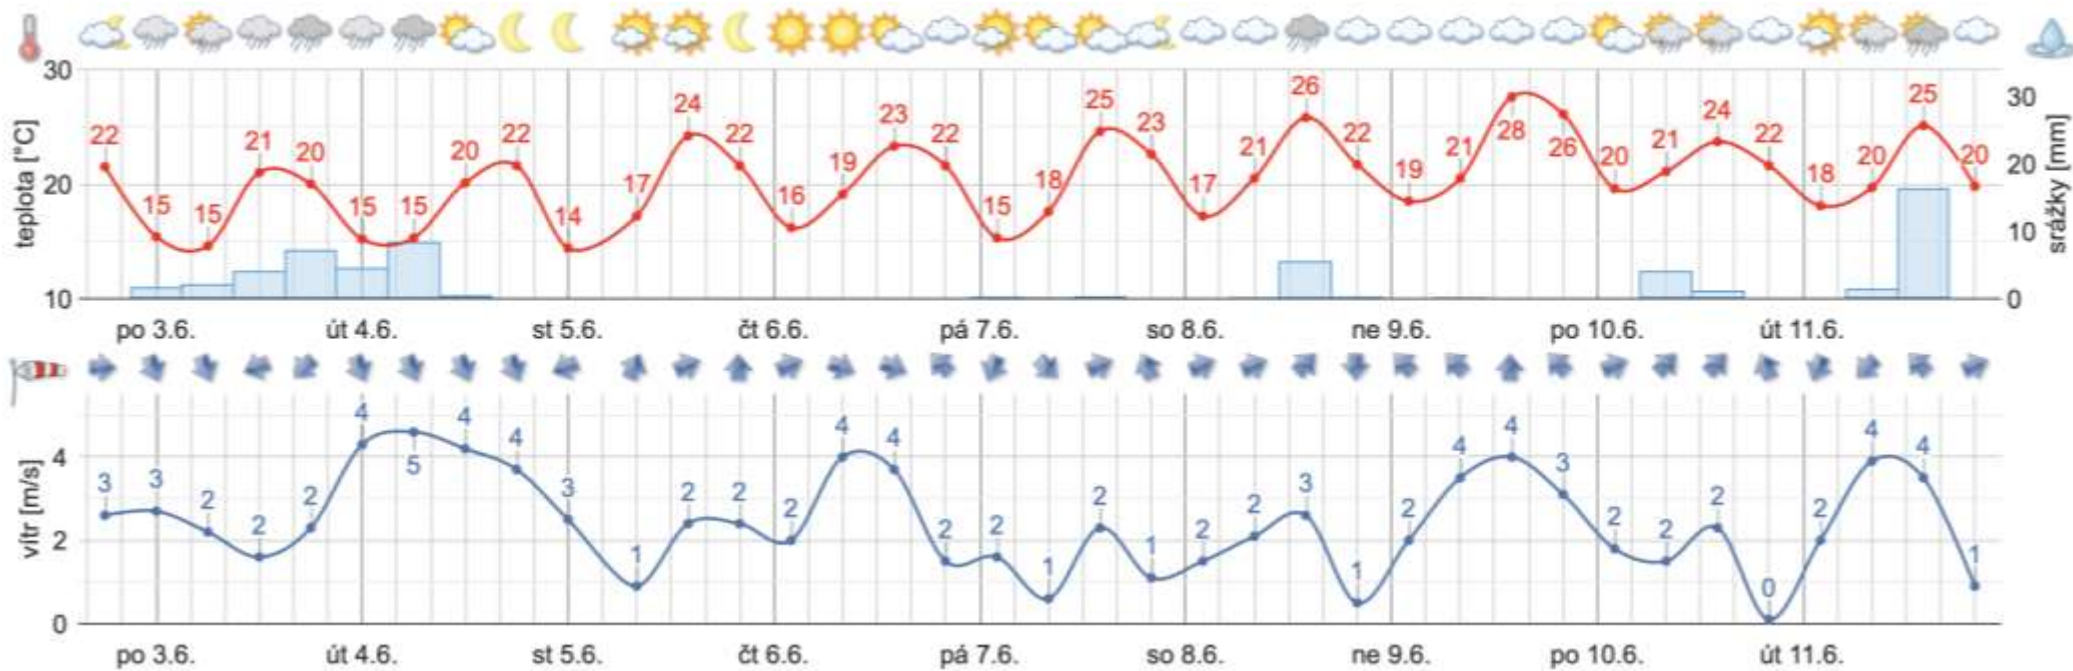 30
20
10
teplota [°C]
22 15 15 21 20 15 15 20 22 14 17 24 22 16 19 23 22 15 18 25 23 17 21 26 22 19 21 28 26 20 21 24 22 18 20 25 20
30
20
10
0
srážky [mm]
po 3.6. út 4.6. st 5.6. čt 6.6. pá 7.6. so 8.6. ne 9.6. po 10.6. út 11.6.
4
2
0
vítr [m/s]
3 3 2 2 2 4 5 4 4 3 1 2 2 2 4 4 2 2 1 2 1 2 2 3 1 2 4 4 3 2 2 2 0 2 4 4 1
po 3.6. út 4.6. st 5.6. čt 6.6. pá 7.6. so 8.6. ne 9.6. po 10.6. út 11.6.